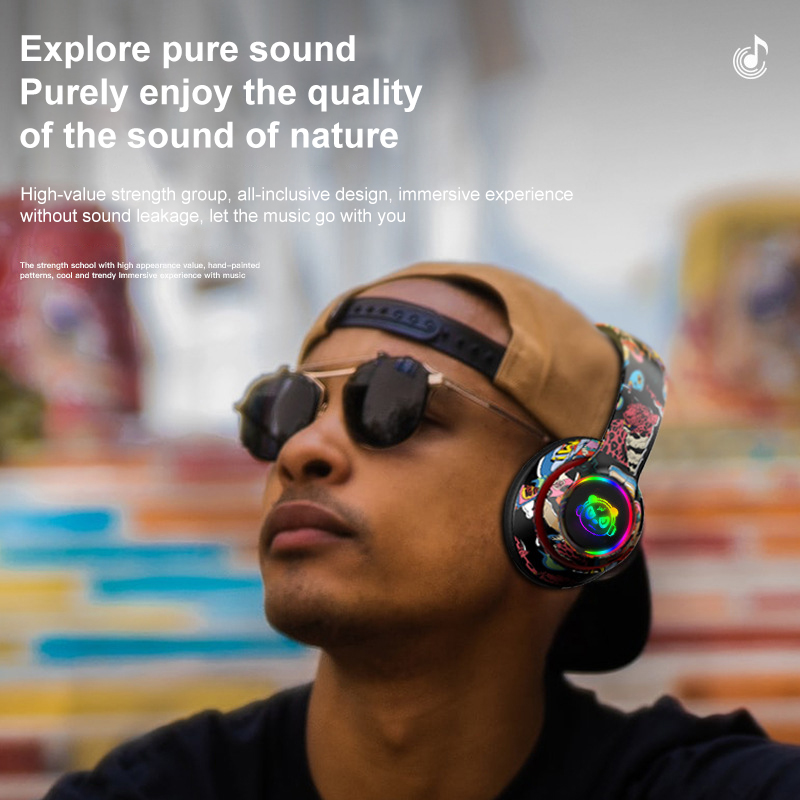 Explore pure sound
Purely enjoy the quality
of the sound of nature
High-value strength group, all-inclusive design, immersive experience
without sound leakage, let the music go with you
The strength school with high appearance value, hand-painted
patterns, cool and trendy Immersive experience with music